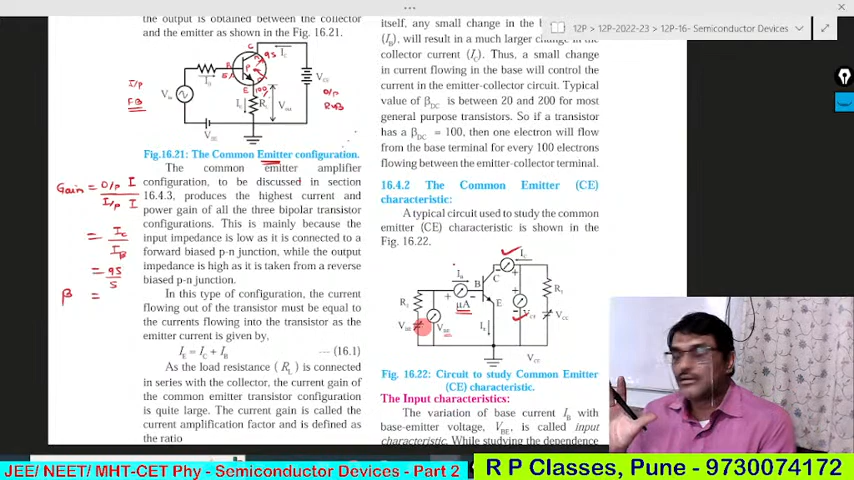 12P > 12P-2022-23 > 12P-16- Semiconductor Devices
the output is obtained between the collector
and the emitter as shown in the Fig. 16.21.
Fig.16.21: The Common Emitter configuration.
The common emitter amplifier
configuration, to be discussed in section
16.4.3, produces the highest current and
power gain of all the three bipolar transistor
configurations. This is mainly because the
input impedance is low as it is connected to a
forward biased p-n junction, while the output
impedance is high as it is taken from a reverse
biased p-n junction.
In this type of configuration, the current
flowing out of the transistor must be equal to
the currents flowing into the transistor as the
emitter current is given by,
I_E = I_C + I_B --- (16.1)
As the load resistance (R_L) is connected
in series with the collector, the current gain of
the common emitter transistor configuration
is quite large. The current gain is called the
current amplification factor and is defined as
the ratio
I/P
FB
O/P
RvB
Gain = O/P I
I/P I
= I_C
I_B
= 95
5
β =
itself, any small change in the b
(I_B), will result in a much larger change in the
collector current (I_C). Thus, a small change
in current flowing in the base will control the
current in the emitter-collector circuit. Typical
value of β_DC is between 20 and 200 for most
general purpose transistors. So if a transistor
has a β_DC = 100, then one electron will flow
from the base terminal for every 100 electrons
flowing between the emitter-collector terminal.
16.4.2 The Common Emitter (CE)
characteristic:
A typical circuit used to study the common
emitter (CE) characteristic is shown in the
Fig. 16.22.
B C E
μA
V_BE
V_CC
Fig. 16.22: Circuit to study Common Emitter
(CE) characteristic.
The Input characteristics:
The variation of base current I_B with
base-emitter voltage, V_BE, is called input
characteristic. While studying the dependence
JEE/ NEET/ MHT-CET Phy - Semiconductor Devices - Part 2
R P Classes, Pune - 9730074172